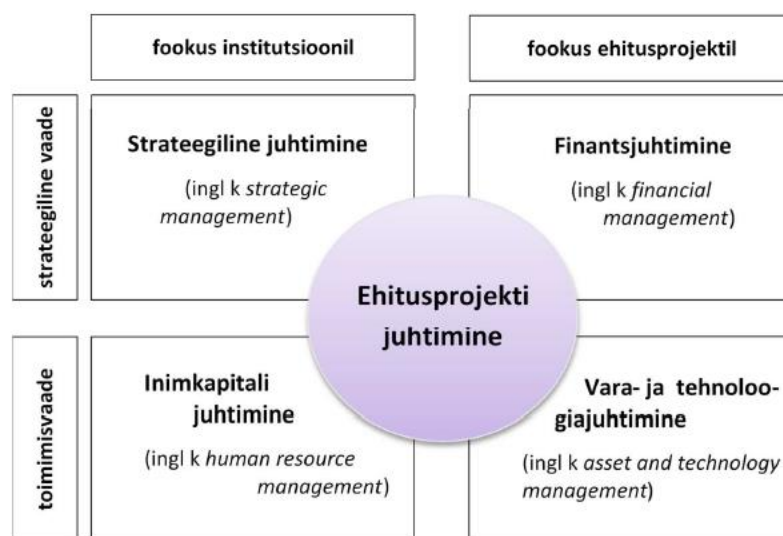 fookus institutsioonil
fookus ehitusprojektil
strateegiline vaade
Strateegiline juhtimine
(ingl k strategic
management)
Finantsjuhtimine
(ingl k financial
management)
Ehitusprojekti
juhtimine
toimimisvaade
Inimkapitali
juhtimine
(ingl k human resource
management)
Vara- ja tehnoloo-
giajuhtimine
(ingl k asset and technology
management)